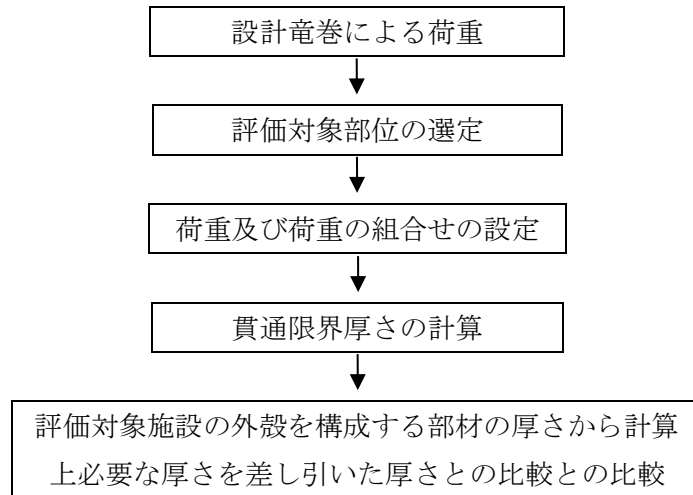 設計竜巻による荷重
評価対象部位の選定
荷重及び荷重の組合せの設定
貫通限界厚さの計算
評価対象施設の外殻を構成する部材の厚さから計算
上必要な厚さを差し引いた厚さとの比較との比較